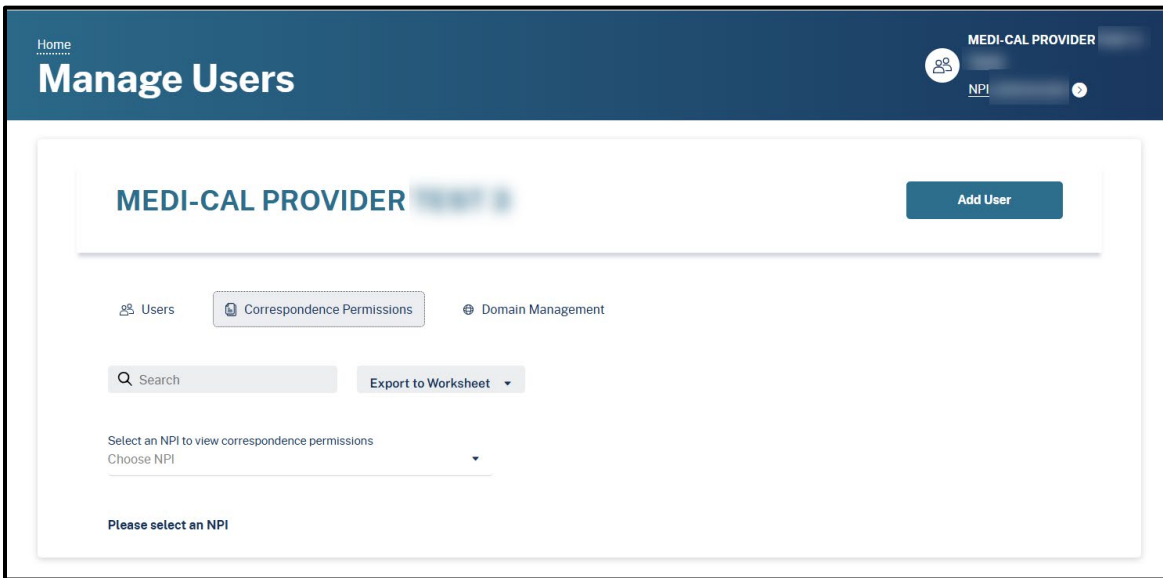 Home
Manage Users
MEDI-CAL PROVIDER
NPI
MEDI-CAL PROVIDER
Add User
Users
Correspondence Permissions
Domain Management
Search
Export to Worksheet
Select an NPI to view correspondence permissions
Choose NPI
Please select an NPI